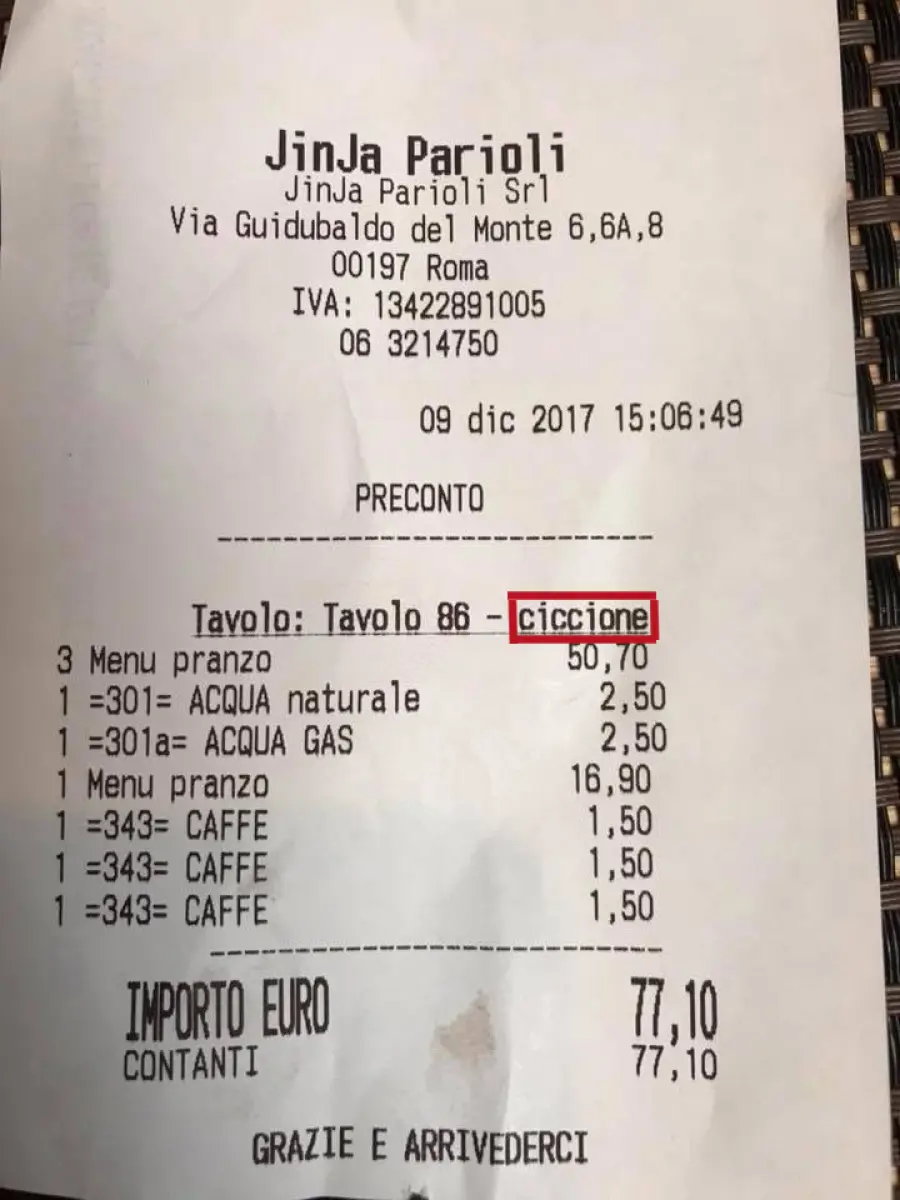 JinJa Parioli
JinJa Parioli Srl
Via Guidubaldo del Monte 6,6A,8
00197 Roma
IVA: 13422891005
06 3214750
09 dic 2017 15:06:49
PRECONTO
Tavolo: Tavolo 86 - ciccione
3 Menu pranzo 50,70
1 =301= ACQUA naturale 2,50
1 =301a= ACQUA GAS 2,50
1 Menu pranzo 16,90
1 =343= CAFFE 1,50
1 =343= CAFFE 1,50
1 =343= CAFFE 1,50
IMPORTO EURO 77,10
CONTANTI 77,10
GRAZIE E ARRIVEDERCI